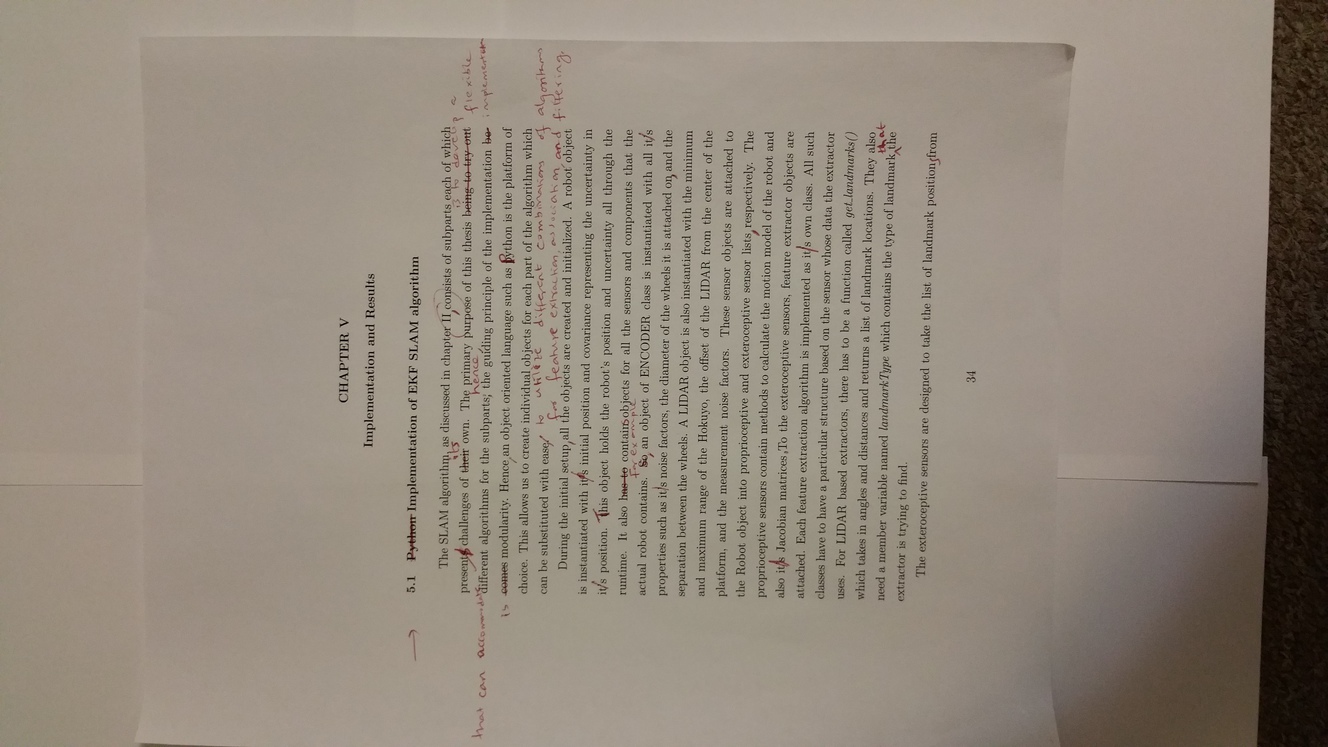 CHAPTER V
Implementation and Results
5.1 Python Implementation of EKF SLAM algorithm
The SLAM algorithm, as discussed in chapter II, consists of subparts each of which
is to develop a
its
presents challenges of their own. The primary purpose of this thesis being to try out
flexible
hence
that can accommodate different algorithms for the subparts; the guiding principle of the implementation be
implementation
is comes modularity. Hence, an object oriented language such as Python is the platform of
choice. This allows us to create individual objects for each part of the algorithm which
can be substituted with easy to utilize different combinations of algorithms
for feature extraction, association, and filtering.
During the initial setup, all the objects are created and initialized. A robot object
is instantiated with it's initial position and covariance representing the uncertainty in
it's position. This object holds the robot's position and uncertainty all through the
runtime. It also has to contains objects for all the sensors and components that the
for example
actual robot contains. So, an object of ENCODER class is instantiated with all it's
properties such as it's noise factors, the diameter of the wheels it is attached on, and the
separation between the wheels. A LIDAR object is also instantiated with the minimum
and maximum range of the Hokuyo, the offset of the LIDAR from the center of the
platform, and the measurement noise factors. These sensor objects are attached to
the Robot object into proprioceptive and exteroceptive sensor lists, respectively. The
proprioceptive sensors contain methods to calculate the motion model of the robot and
also it's Jacobian matrices. To the exteroceptive sensors, feature extractor objects are
attached. Each feature extraction algorithm is implemented as it's own class. All such
classes have to have a particular structure based on the sensor whose data the extractor
uses. For LIDAR based extractors, there has to be a function called get_landmarks()
which takes in angles and distances and returns a list of landmark locations. They also
that
need a member variable named landmarkType which contains the type of landmark the
extractor is trying to find.
The exteroceptive sensors are designed to take the list of landmark positions from
34